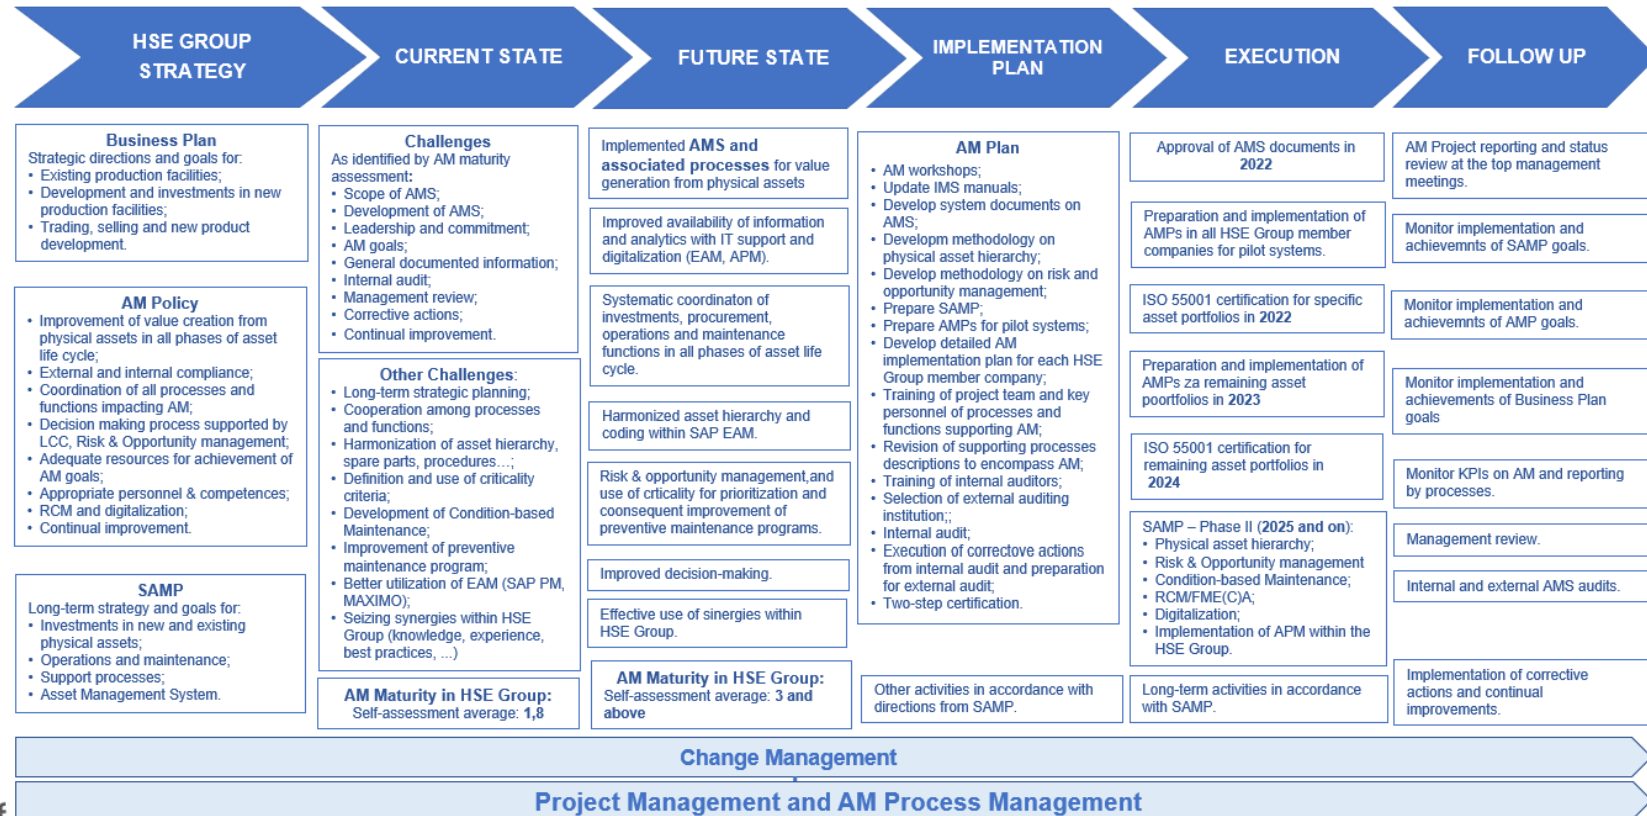 HSE GROUP
STRATEGY
CURRENT STATE
FUTURE STATE
IMPLEMENTATION
PLAN
EXECUTION
FOLLOW UP
Business Plan
Strategic directions and goals for:
• Existing production facilities;
• Development and investments in new
production facilities;
• Trading, selling and new product
development.
AM Policy
• Improvement of value creation from
physical assets in all phases of asset
life cycle;
• External and internal compliance;
• Coordination of all processes and
functions impacting AM;
• Decision making process supported by
LCC, Risk & Opportunity management;
• Adequate resources for achievement of
AM goals;
• Appropriate personnel & competences;
• RCM and digitalization;
• Continual improvement.
SAMP
Long-term strategy and goals for:
• Investments in new and existing
physical assets;
• Operations and maintenance;
• Support processes;
• Asset Management System.
Challenges
As identified by AM maturity
assessment:
• Scope of AMS;
• Development of AMS;
• Leadership and commitment;
• AM goals;
• General documented information;
• Internal audit;
• Management review;
• Corrective actions;
• Continual improvement.
Other Challenges:
• Long-term strategic planning;
• Cooperation among processes
and functions;
• Harmonization of asset hierarchy,
spare parts, procedures...;
• Definition and use of criticality
criteria;
• Development of Condition-based
Maintenance;
• Improvement of preventive
maintenance program;
• Better utilization of EAM (SAP PM,
MAXIMO);
• Seizing synergies within HSE
Group (knowledge, experience,
best practices, ...)
AM Maturity in HSE Group:
Self-assessment average: 1,8
Implemented AMS and
associated processes for value
generation from physical assets
Improved availability of information
and analytics with IT support and
digitalization (EAM, APM).
Systematic coordinaton of
investments, procurement,
operations and maintenance
functions in all phases of asset life
cycle.
Harmonized asset hierarchy and
coding within SAP EAM.
Risk & opportunity management,and
use of crticality for prioritization and
coonsequent improvement of
preventive maintenance programs.
Improved decision-making.
Effective use of sinergies within
HSE Group.
AM Maturity in HSE Group:
Self-assessment average: 3 and
above
AM Plan
• AM workshops;
• Update IMS manuals;
• Develop system documents on
AMS;
• Developm methodology on
physical asset hierarchy;
• Develop methodology on risk and
opportunity management;
• Prepare SAMP;
• Prepare AMPs for pilot systems;
• Develop detailed AM
implementation plan for each HSE
Group member company;
• Training of project team and key
personnel of processes and
functions supporting AM;
• Revision of supporting processes
descriptions to encompass AM;
• Training of internal auditors;
• Selection of external auditing
institution;;
• Internal audit;
• Execution of correctove actions
from internal audit and preparation
for external audit;
• Two-step certification.
Other activities in accordance with
directions from SAMP.
Approval of AMS documents in
2022
Preparation and implementation of
AMPs in all HSE Group member
companies for pilot systems.
ISO 55001 certification for specific
asset portfolios in 2022
Preparation and implementation of
AMPs za remaining asset
poortfolios in 2023
ISO 55001 certification for
remaining asset portfolios in
2024
SAMP – Phase II (2025 and on):
• Physical asset hierarchy;
• Risk & Opportunity management
• Condition-based Maintenance;
• RCM/FME(C)A;
• Digitalization;
• Implementation of APM within the
HSE Group.
Long-term activities in accordance
with SAMP.
AM Project reporting and status
review at the top management
meetings.
Monitor implementation and
achievemnts of SAMP goals.
Monitor implementation and
achievemnts of AMP goals.
Monitor implementation and
achievements of Business Plan
goals
Monitor KPIs on AM and reporting
by processes.
Management review.
Internal and external AMS audits.
Implementation of corrective
actions and continual
improvements.
Change Management
Project Management and AM Process Management